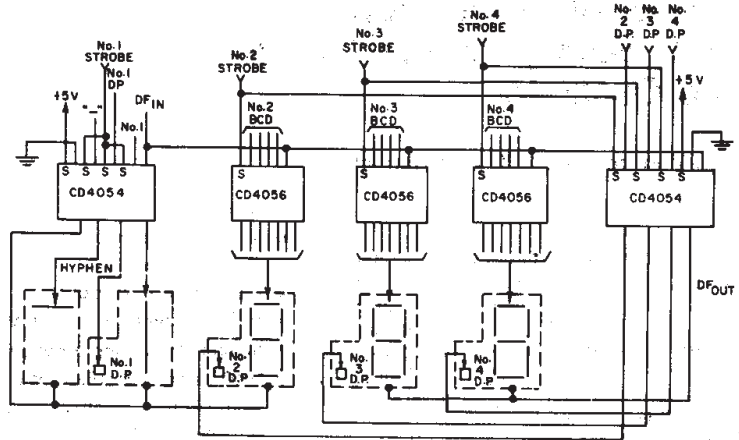 No.1
STROBE
No.1
DP
+5V
"–"
DF IN
No.1
No.2
STROBE
No.2
BCD
No.3
STROBE
No.3
BCD
No.4
STROBE
No.4
BCD
No.
2
D.P.
No.
3
D.P.
No.
4
D.P
+5V
S S S S
CD4054
S
CD4056
S
CD4056
S
CD4056
S S S S
CD4054
HYPHEN
DF OUT
No.1
D.P.
No.
2
D.P.
No.
3
D.P.
No.
4
D.P.